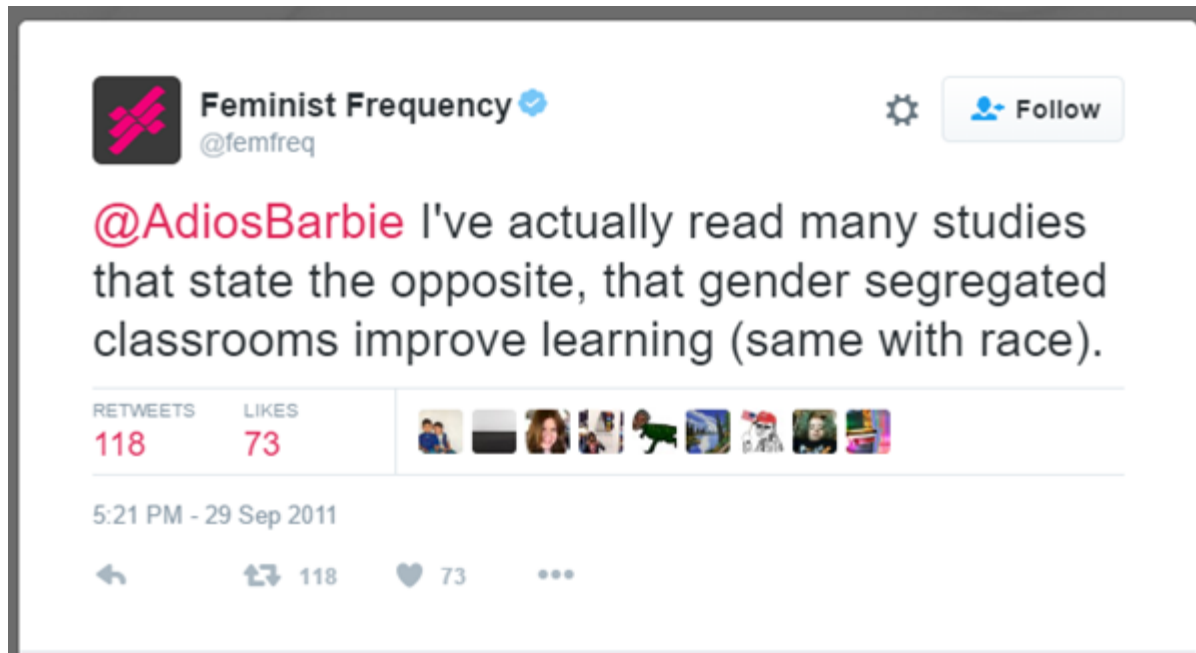 Feminist Frequency
@femfreq
Follow
@AdiosBarbie I've actually read many studies
that state the opposite, that gender segregated
classrooms improve learning (same with race).
RETWEETS LIKES
118 73
5:21 PM - 29 Sep 2011
118 73